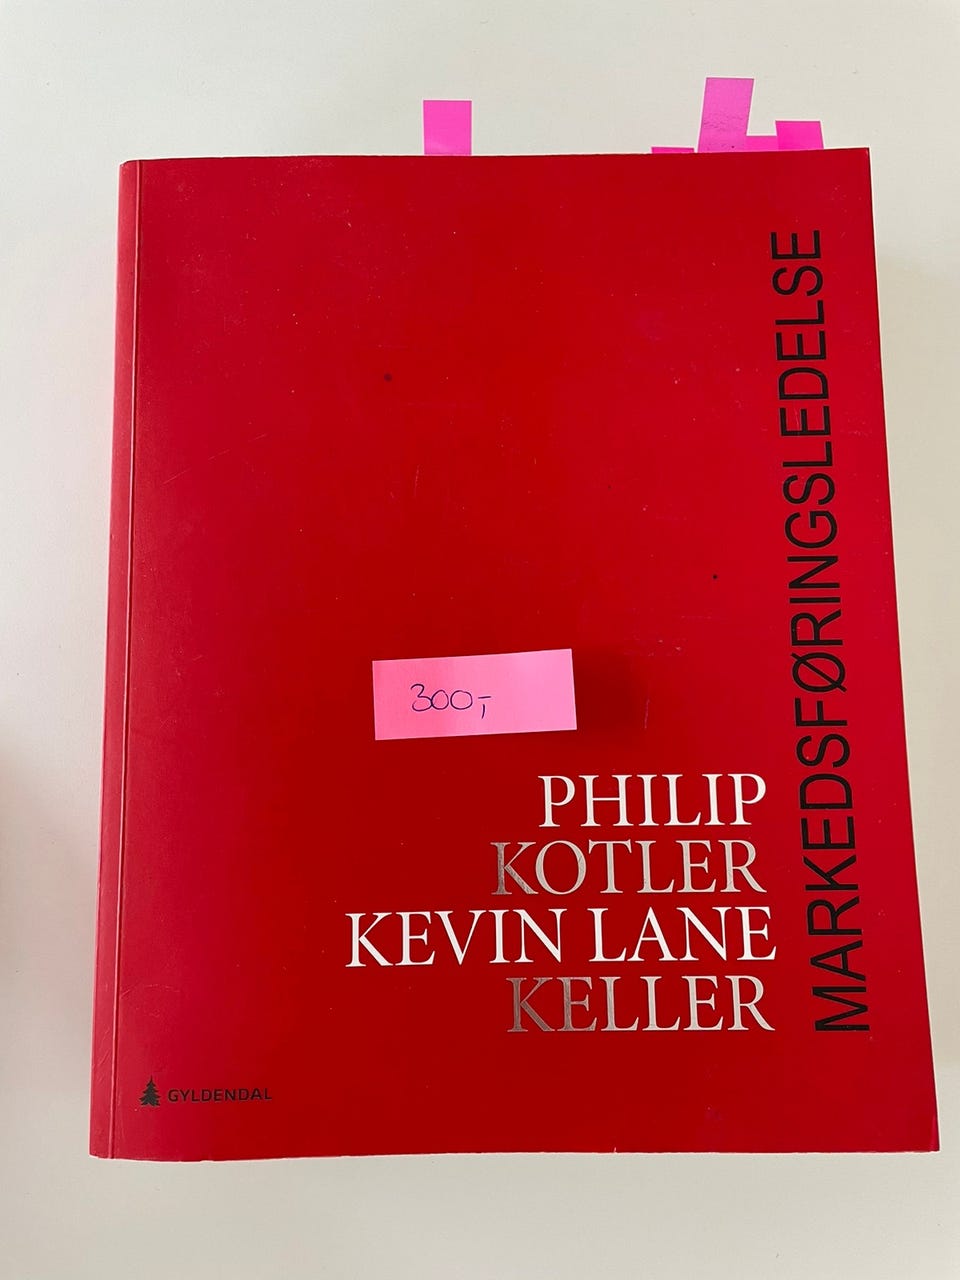 300,-
PHILIP
KOTLER
KEVIN LANE
KELLER
MARKEDSFØRINGSLEDELSE
GYLDENDAL